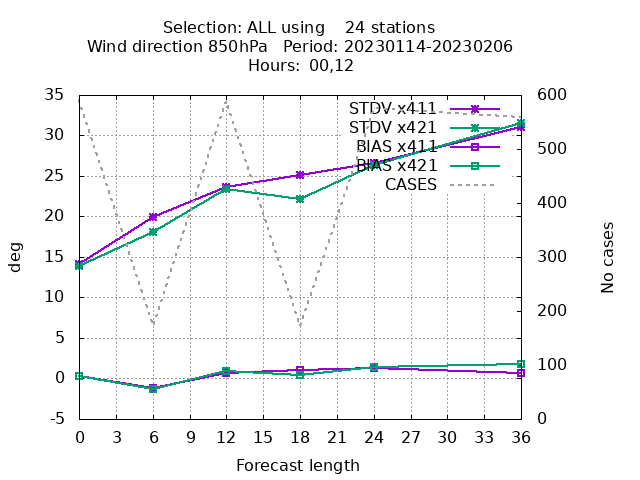 Selection: ALL using    24 stations
Wind direction 850hPa   Period: 20230114-20230206
Hours: 00,12
STDV x411
STDV x421
BIAS x411
BIAS x421
CASES
deg
35
30
25
20
15
10
5
0
-5
600
500
400
300
200
100
0
No cases
0 3 6 9 12 15 18 21 24 27 30 33 36
Forecast length